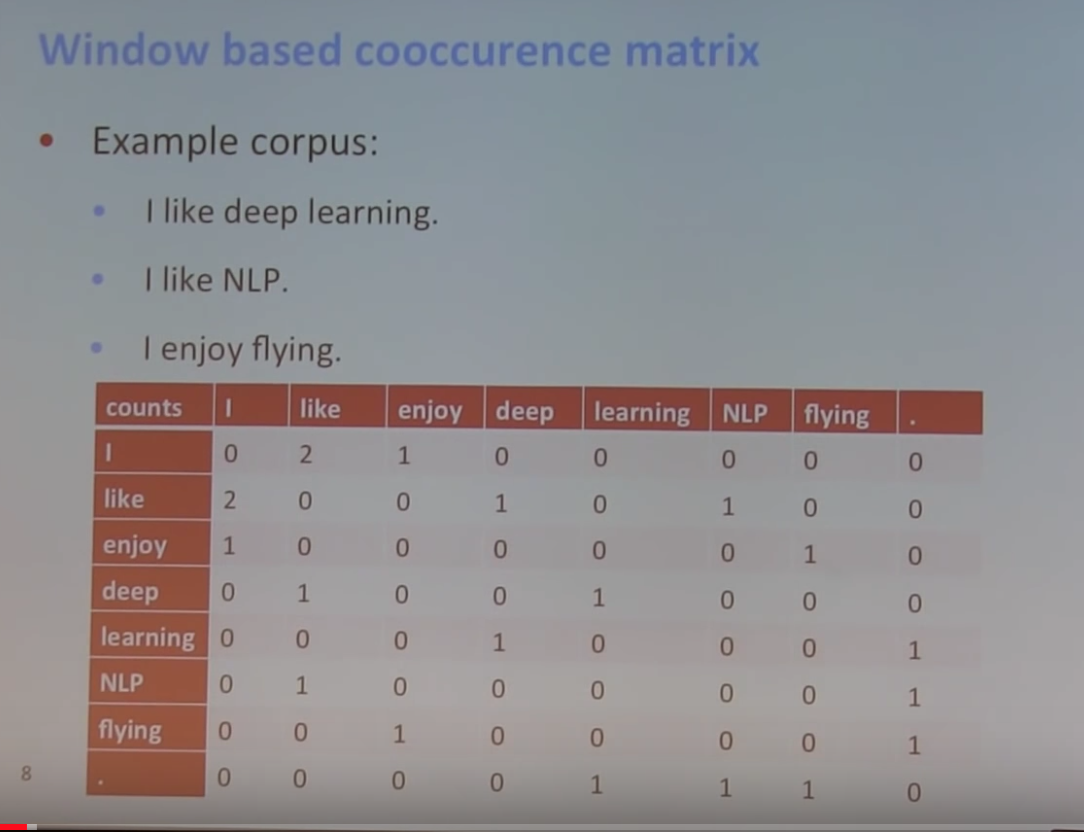 Window based cooccurence matrix
Example corpus:
I like deep learning.
I like NLP.
I enjoy flying.
counts I like enjoy deep learning NLP flying .
I 0 2 1 0 0 0 0 0
like 2 0 0 1 0 1 0 0
enjoy 1 0 0 0 0 0 1 0
deep 0 1 0 0 1 0 0 0
learning 0 0 0 1 0 0 0 1
NLP 0 1 0 0 0 0 0 1
flying 0 0 1 0 0 0 0 1
. 0 0 0 0 1 1 1 0
8